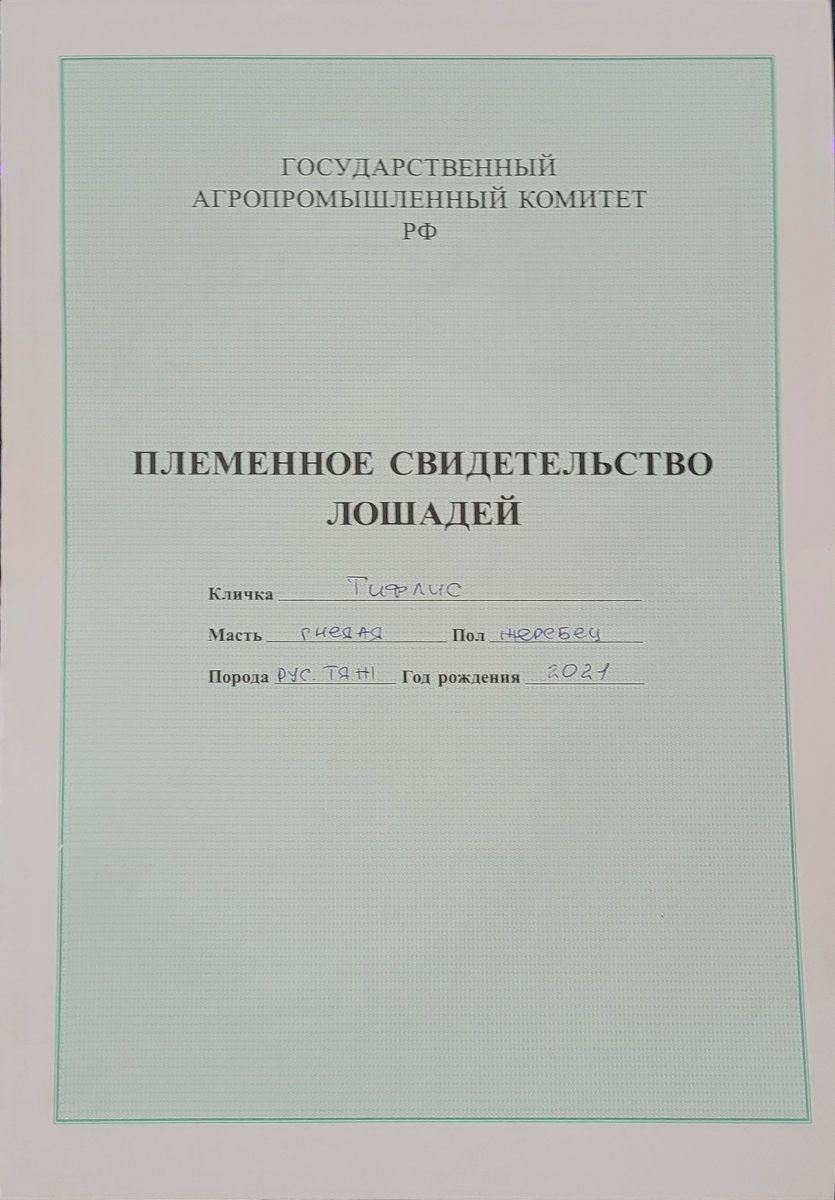 ГОСУДАРСТВЕННЫЙ
АГРОПРОМЫШЛЕННЫЙ КОМИТЕТ
РФ
ПЛЕМЕННОЕ СВИДЕТЕЛЬСТВО
ЛОШАДЕЙ
Кличка Тифлис
Масть гнедая Пол жеребец
Порода рус. тяж Год рождения 2021